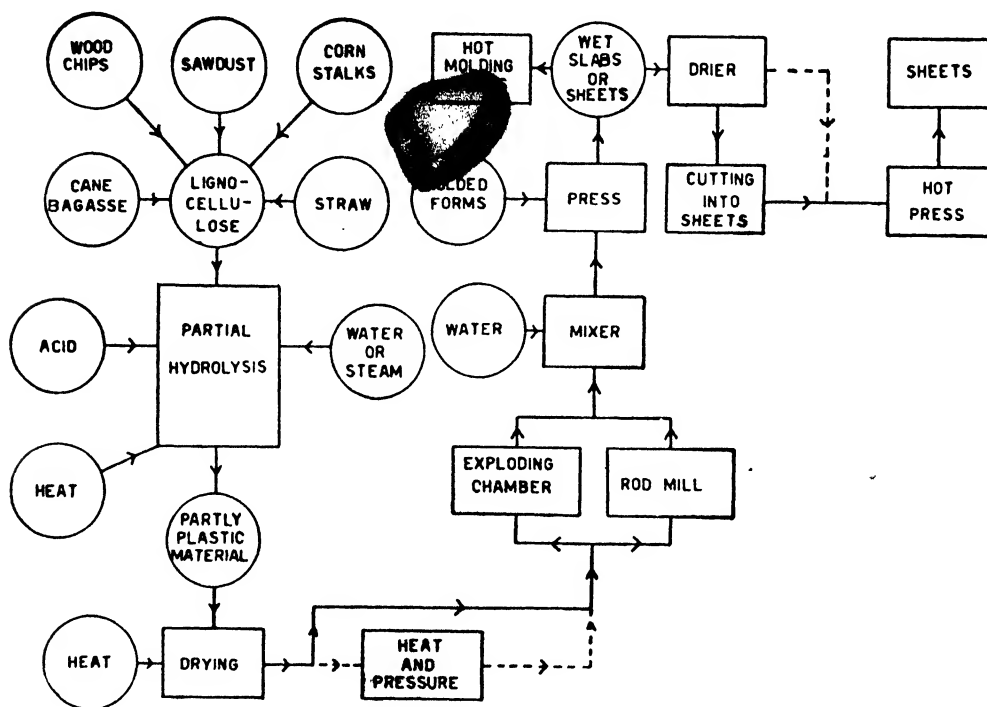 WOOD
CHIPS
SAWDUST
CORN
STALKS
CANE
BAGASSE
LIGNO-
CELLU-
LOSE
STRAW
ACID
PARTIAL
HYDROLYSIS
WATER
OR
STEAM
HEAT
PARTLY
PLASTIC
MATERIAL
HEAT
DRYING
HEAT
AND
PRESSURE
EXPLODING
CHAMBER
ROD MILL
WATER
MIXER
FORMS
PRESS
HOT
MOLDING
WET
SLABS
OR
SHEETS
DRIER
CUTTING
INTO
SHEETS
HOT
PRESS
SHEETS